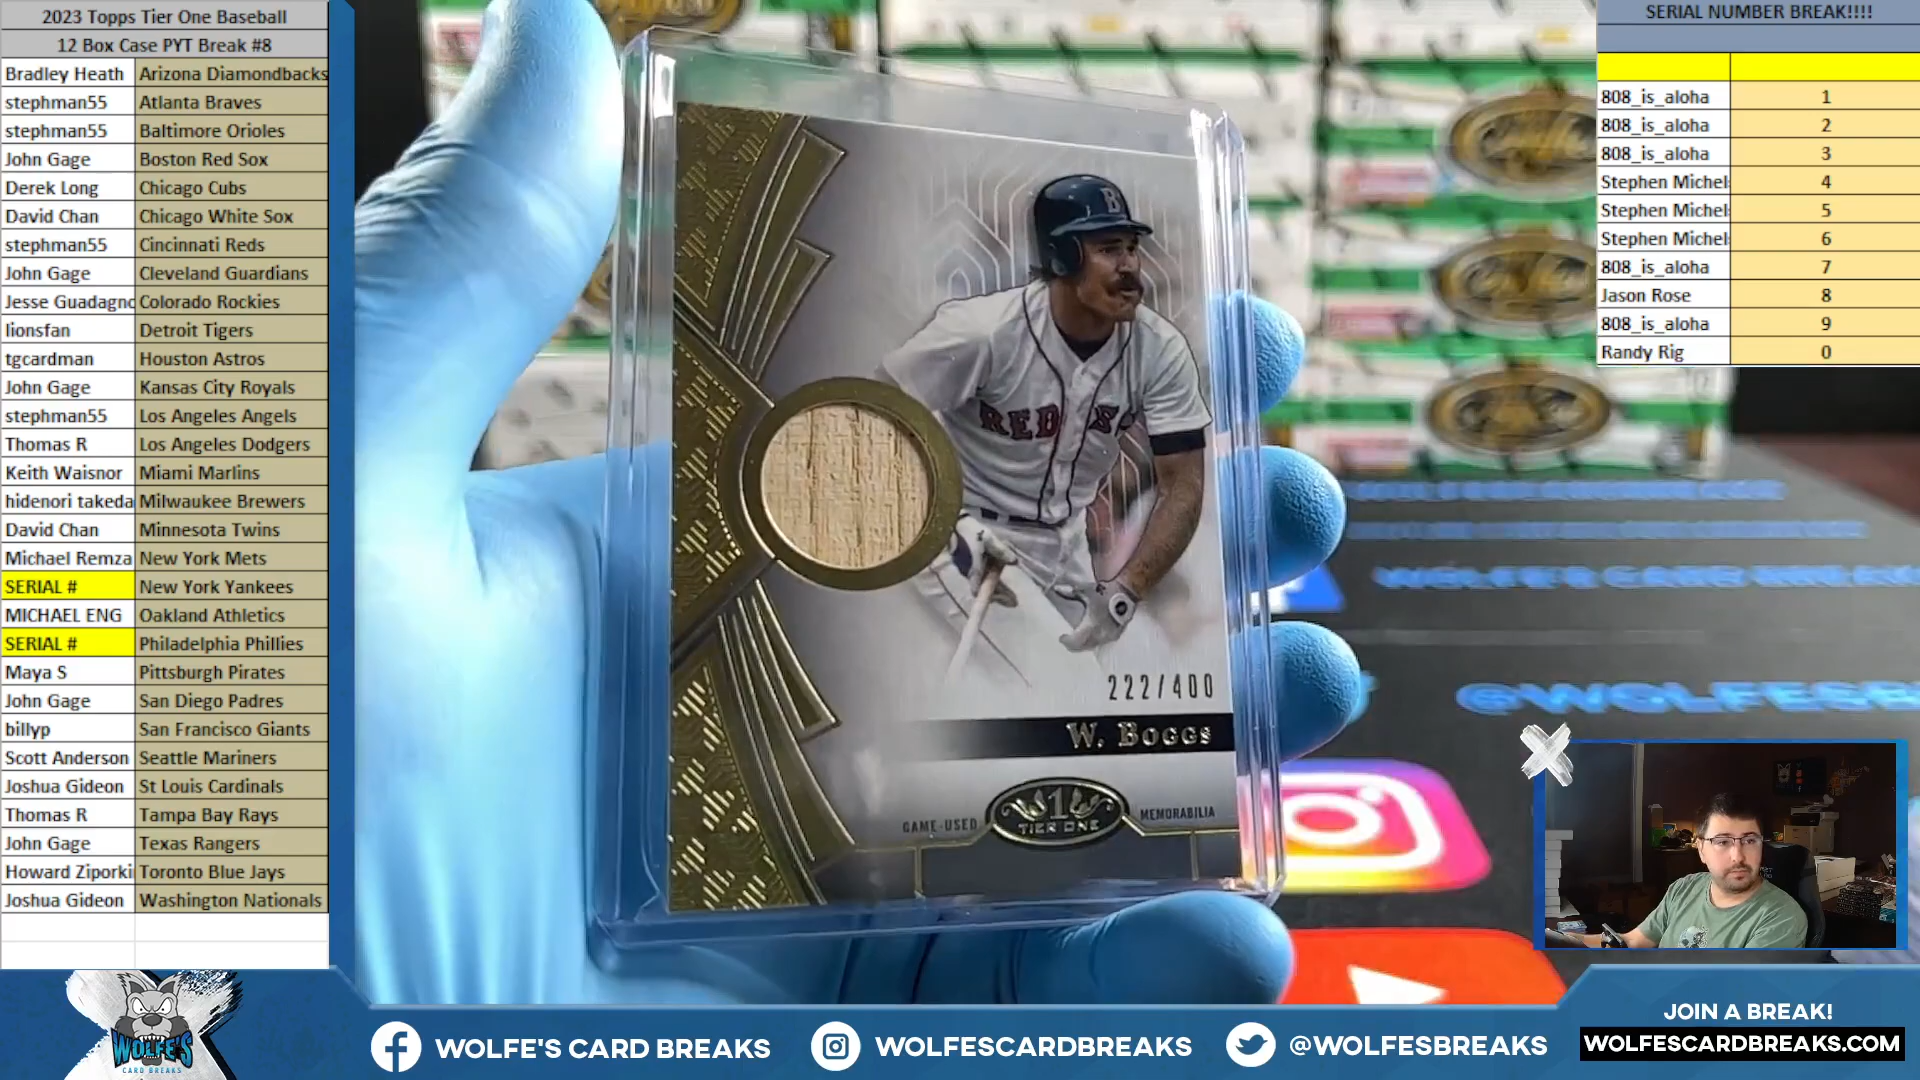 2023 Topps Tier One Baseball
12 Box Case PYT Break #8
Bradley Heath Arizona Diamondbacks
stephman55 Atlanta Braves
stephman55 Baltimore Orioles
John Gage Boston Red Sox
Derek Long Chicago Cubs
David Chan Chicago White Sox
stephman55 Cincinnati Reds
John Gage Cleveland Guardians
Jesse Guadagno Colorado Rockies
lionsfan Detroit Tigers
tgcardman Houston Astros
John Gage Kansas City Royals
stephman55 Los Angeles Angels
Thomas R Los Angeles Dodgers
Keith Waisnor Miami Marlins
hidenori takeda Milwaukee Brewers
David Chan Minnesota Twins
Michael Remza New York Mets
SERIAL # New York Yankees
MICHAEL ENG Oakland Athletics
SERIAL # Philadelphia Phillies
Maya S Pittsburgh Pirates
John Gage San Diego Padres
billyp San Francisco Giants
Scott Anderson Seattle Mariners
Joshua Gideon St Louis Cardinals
Thomas R Tampa Bay Rays
John Gage Texas Rangers
Howard Ziporki Toronto Blue Jays
Joshua Gideon Washington Nationals
B
RED SO
222/400
W. BOGGS
GAME-USED
1
TIER ONE
MEMORABILIA
WOLFE'S CARD BREAK
@WOLFESB
SERIAL NUMBER BREAK!!!!
808_is_aloha 1
808_is_aloha 2
808_is_aloha 3
Stephen Michel 4
Stephen Michel 5
Stephen Michel 6
808_is_aloha 7
Jason Rose 8
808_is_aloha 9
Randy Rig 0
WOLFE'S
CARD BREAKS
WOLFE'S CARD BREAKS
WOLFESCARDBREAKS
@WOLFESBREAKS
JOIN A BREAK!
WOLFESCARDBREAKS.COM